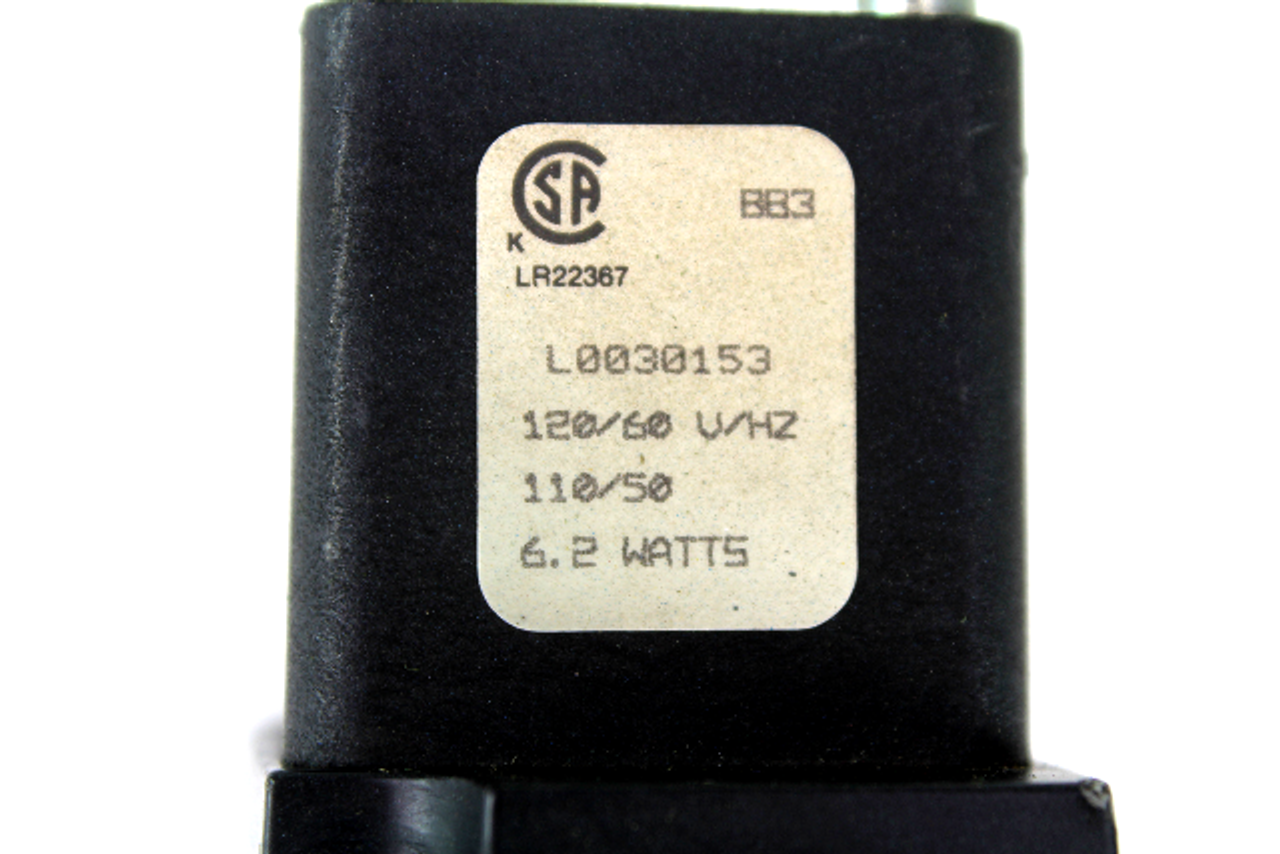 CSA BB3
K
LR22367
L0030153
120/60 V/HZ
110/50
6.2 WATTS